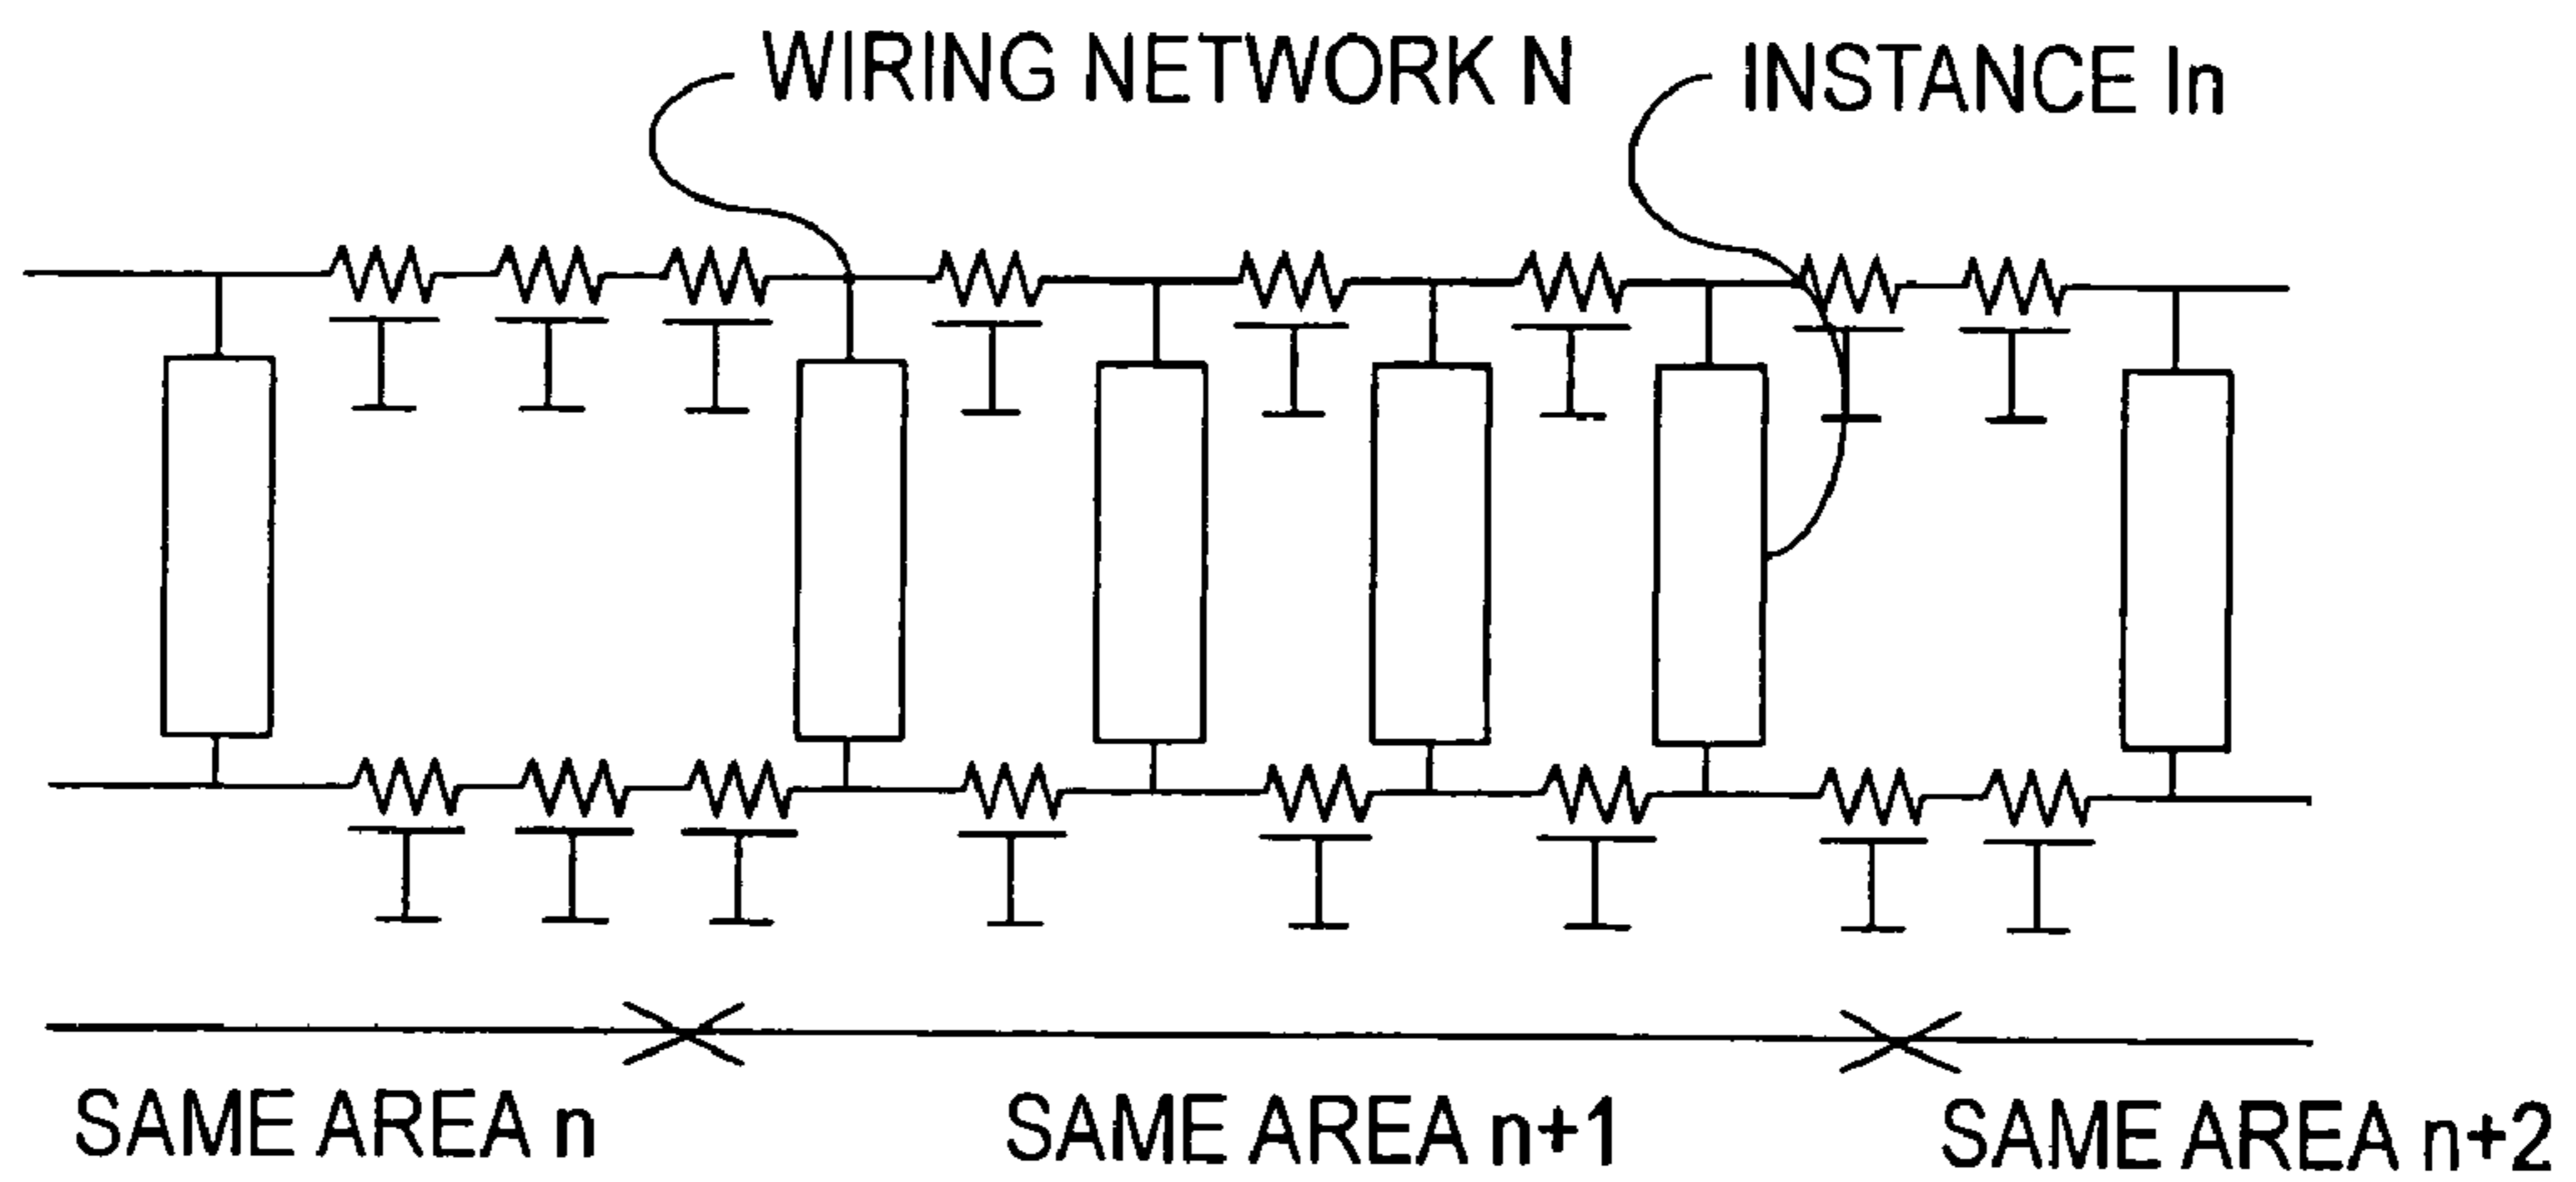 WIRING NETWORK N
INSTANCE In
SAME AREA n
SAME AREA n+1
SAME AREA n+2